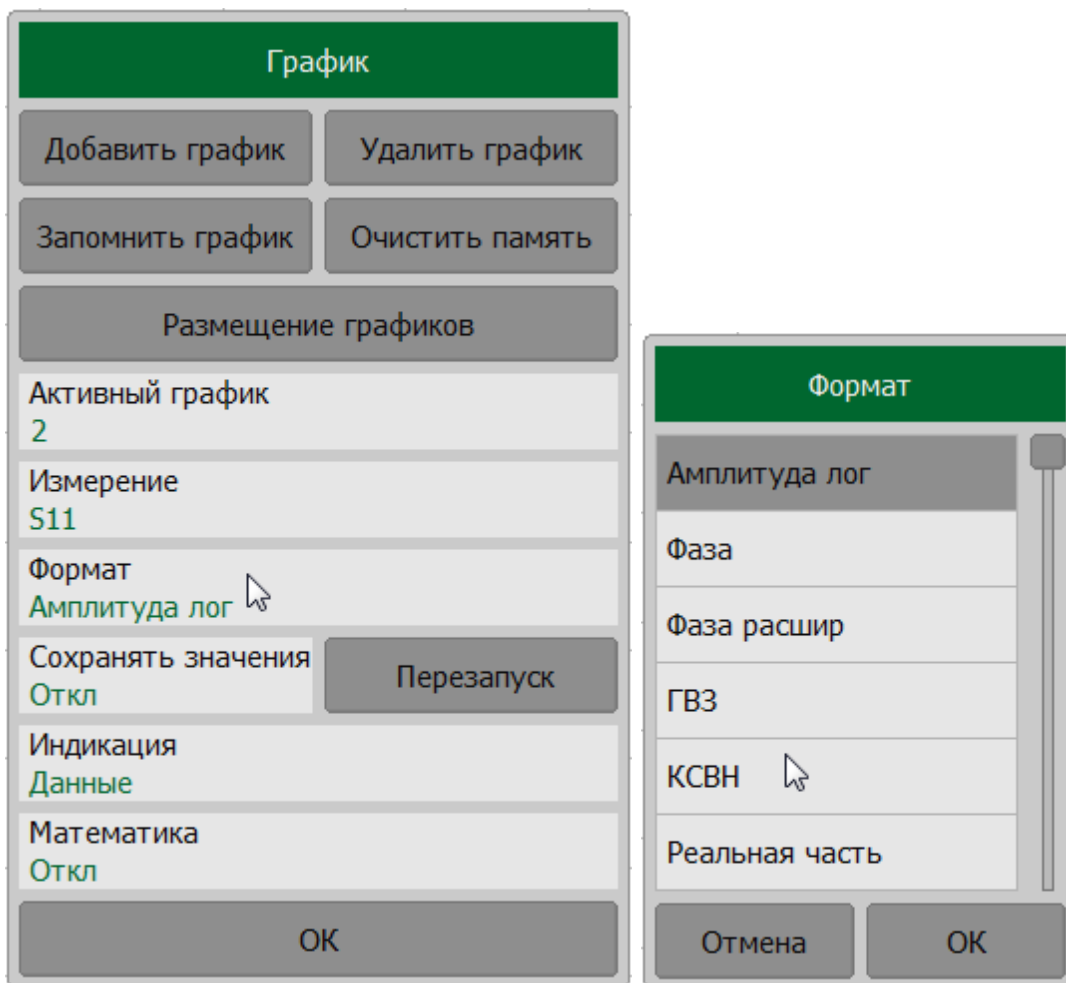 График
Добавить график
Удалить график
Запомнить график
Очистить память
Размещение графиков
Активный график
2
Измерение
S11
Формат
Амплитуда лог
Сохранять значения
Откл
Перезапуск
Индикация
Данные
Математика
Откл
ОК
Формат
Амплитуда лог
Фаза
Фаза расшир
ГВЗ
КСВН
Реальная часть
Отмена
ОК